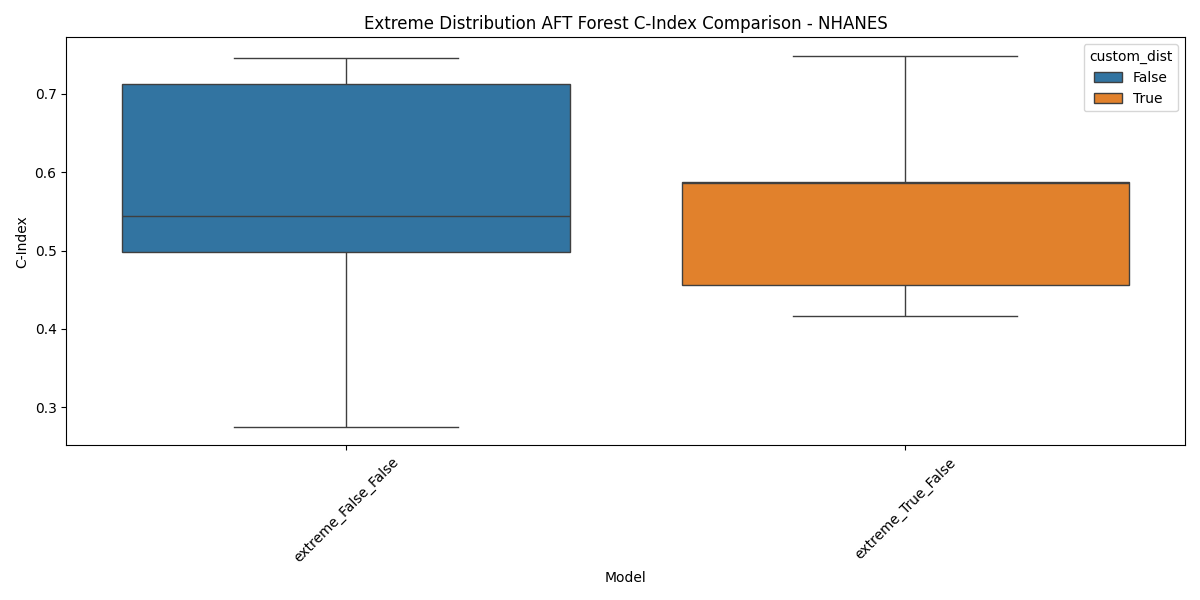 Extreme Distribution AFT Forest C-Index Comparison - NHANES
custom_dist
False
True
C-Index
0.7
0.6
0.5
0.4
0.3
extreme_False_False
extreme_True_False
Model